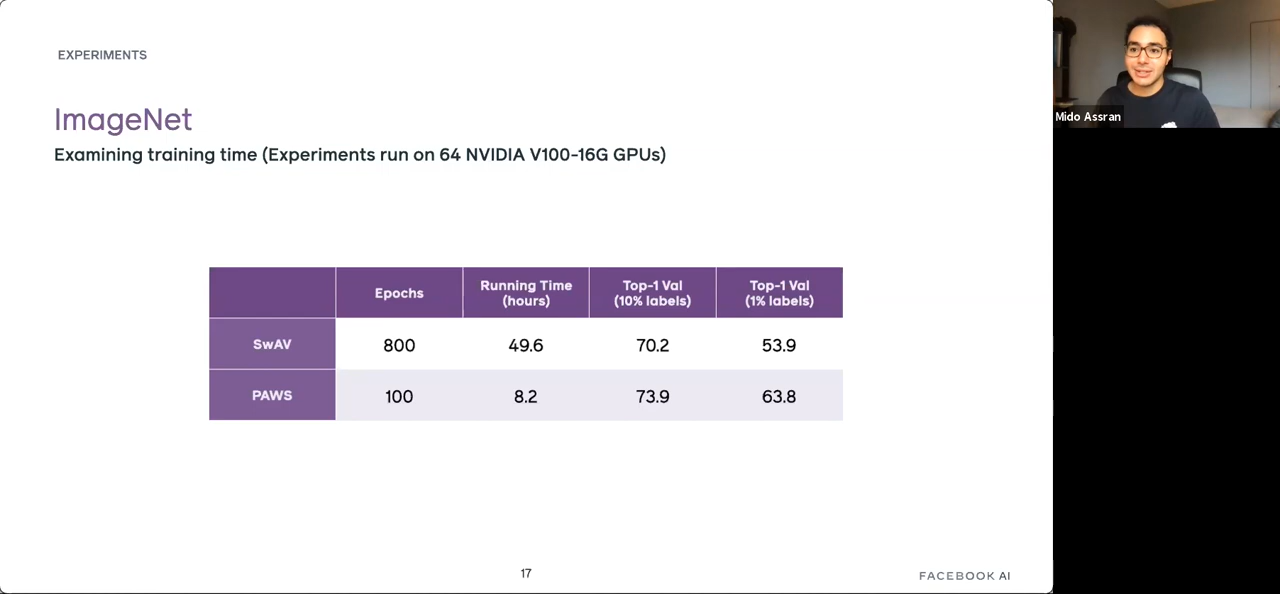 EXPERIMENTS
ImageNet
Examining training time (Experiments run on 64 NVIDIA V100-16G GPUs)
Epochs
Running Time
(hours)
Top-1 Val
(10% labels)
Top-1 Val
(1% labels)
SwAV
800
49.6
70.2
53.9
PAWS
100
8.2
73.9
63.8
17
FACEBOOK AI
Mido Assran